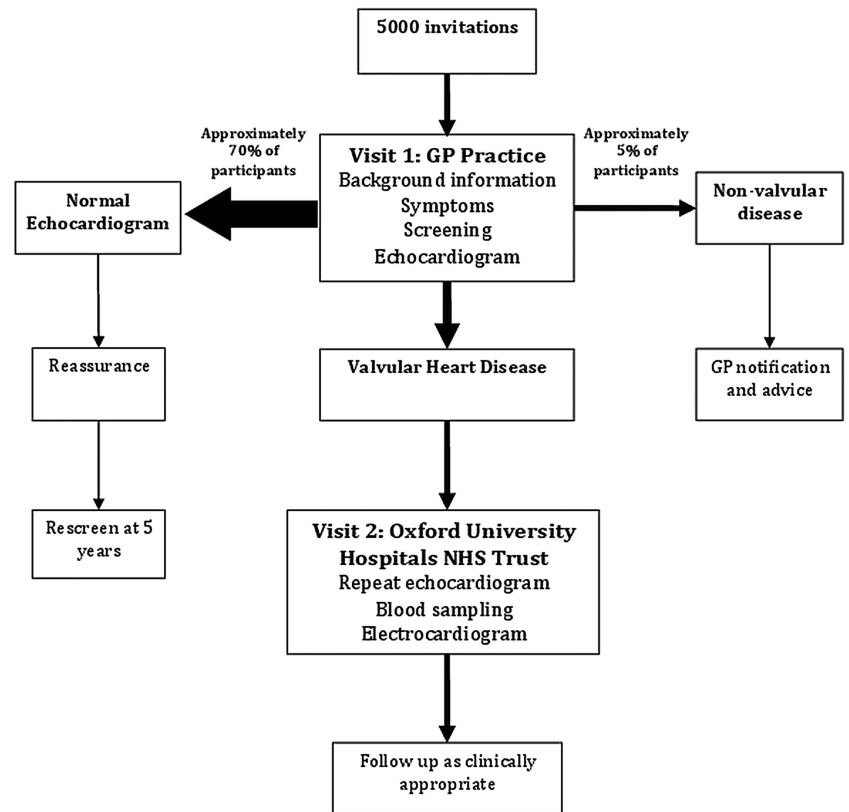 5000 invitations
Approximately
70% of
participants
Visit 1: GP Practice
Background information
Symptoms
Screening
Echocardiogram
Approximately
5% of
participants
Normal
Echocardiogram
Non-valvular
disease
Reassurance
Valvular Heart Disease
GP notification
and advice
Rescreen at 5
years
Visit 2: Oxford University
Hospitals NHS Trust
Repeat echocardiogram
Blood sampling
Electrocardiogram
Follow up as clinically
appropriate